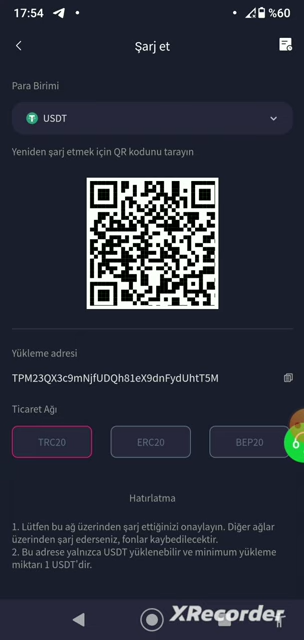 17:54
%60
Şarj et
Para Birimi
USDT
Yeniden şarj etmek için QR kodunu tarayın
Yükleme adresi
TPM23QX3c9mNjfUDQh81eX9dnFydUhtT5M
Ticaret Ağı
TRC20
ERC20
BEP20
Hatırlatma
1. Lütfen bu ağ üzerinden şarj ettiğinizi onaylayın. Diğer ağlar
üzerinden şarj ederseniz, fonlar kaybedilecektir.
2. Bu adrese yalnızca USDT yüklenebilir ve minimum yükleme
miktarı 1 USDT'dir.
XRecorder